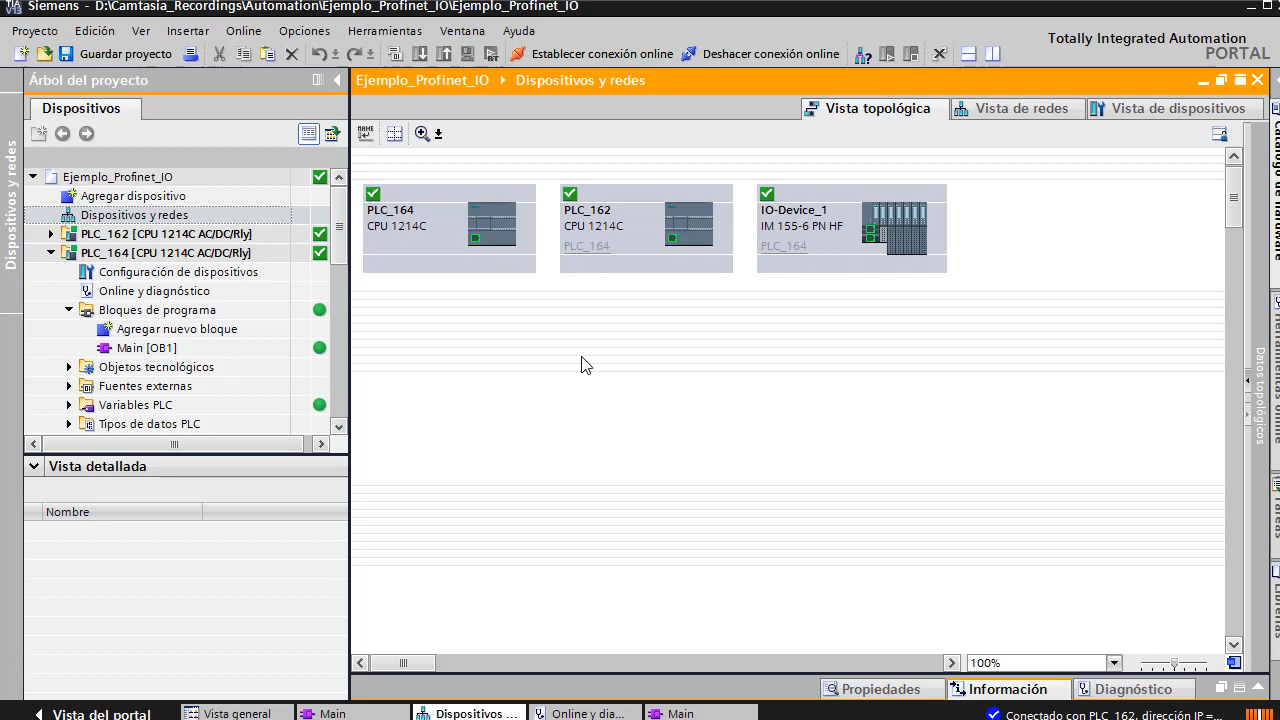 Siemens - C:\Camtasia_Recordings\Automation\Ejemplo_Profinet_IO\Ejemplo_Profinet_IO
Proyecto Edición Ver Insertar Online Opciones Herramientas Ventana Ayuda
Totally Integrated Automation
PORTAL
Guardar proyecto Establecer conexión online Deshacer conexión online
Árbol del proyecto
Ejemplo_Profinet_IO Dispositivos y redes
Dispositivos
Vista topológica Vista de redes Vista de dispositivos
Dispositivos y redes
Ejemplo_Profinet_IO
Agregar dispositivo
Dispositivos y redes
PLC_162 [CPU 1214C AC/DC/Rly]
PLC_164 [CPU 1214C AC/DC/Rly]
Configuración de dispositivos
Online y diagnóstico
Bloques de programa
Agregar nuevo bloque
Main [OB1]
Objetos tecnológicos
Fuentes externas
Variables PLC
Tipos de datos PLC
PLC_164
CPU 1214C
PLC_162
CPU 1214C
PLC_164
IO-Device_1
IM 155-6 PN HF
PLC_164
Datos topológicos
Herramientas online
Tareas
Librerías
Vista detallada
Nombre
100%
Propiedades Información Diagnóstico
Vista del portal Vista general Main Dispositivos ... Online y dia... Main Conectado con PLC_162, dirección IP =...